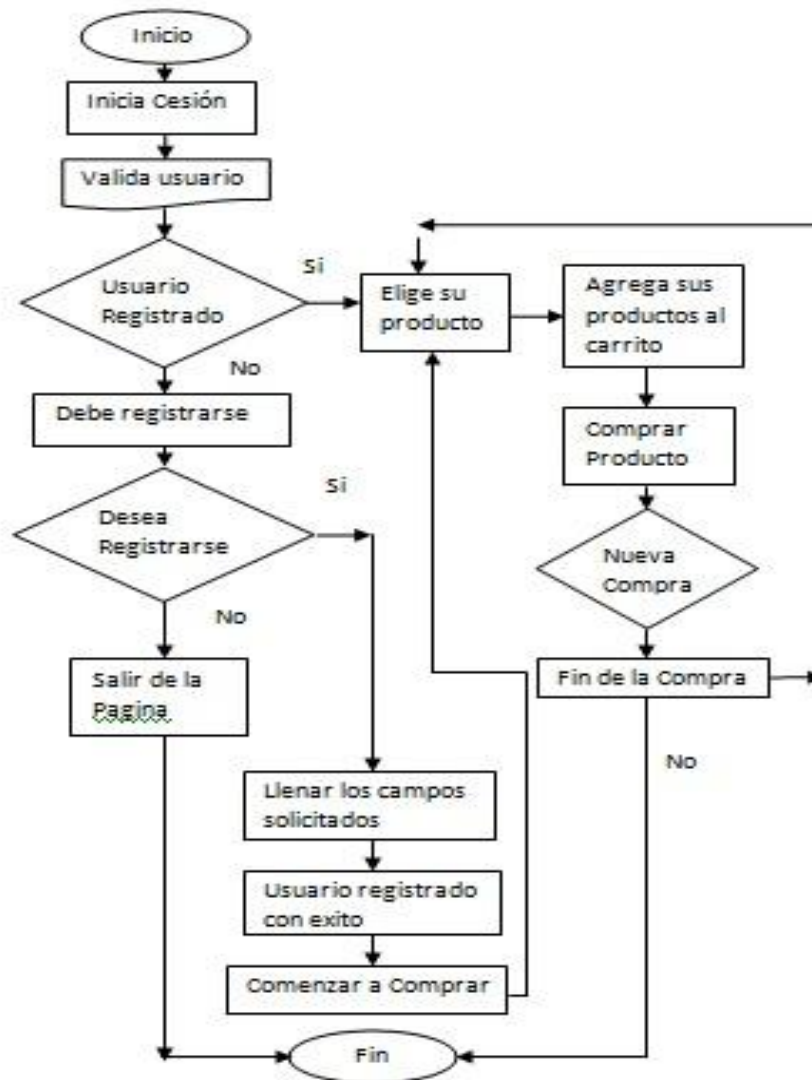 Inicio
Inicia Cesión
Valida usuario
Usuario
Registrado
Si
No
Elige su
producto
Agrega sus
productos al
carrito
Debe registrarse
Comprar
Producto
Desea
Registrarse
Si
No
Nueva
Compra
Salir de la
Pagina
Fin de la Compra
No
Llenar los campos
solicitados
Usuario registrado
con exito
Comenzar a Comprar
Fin